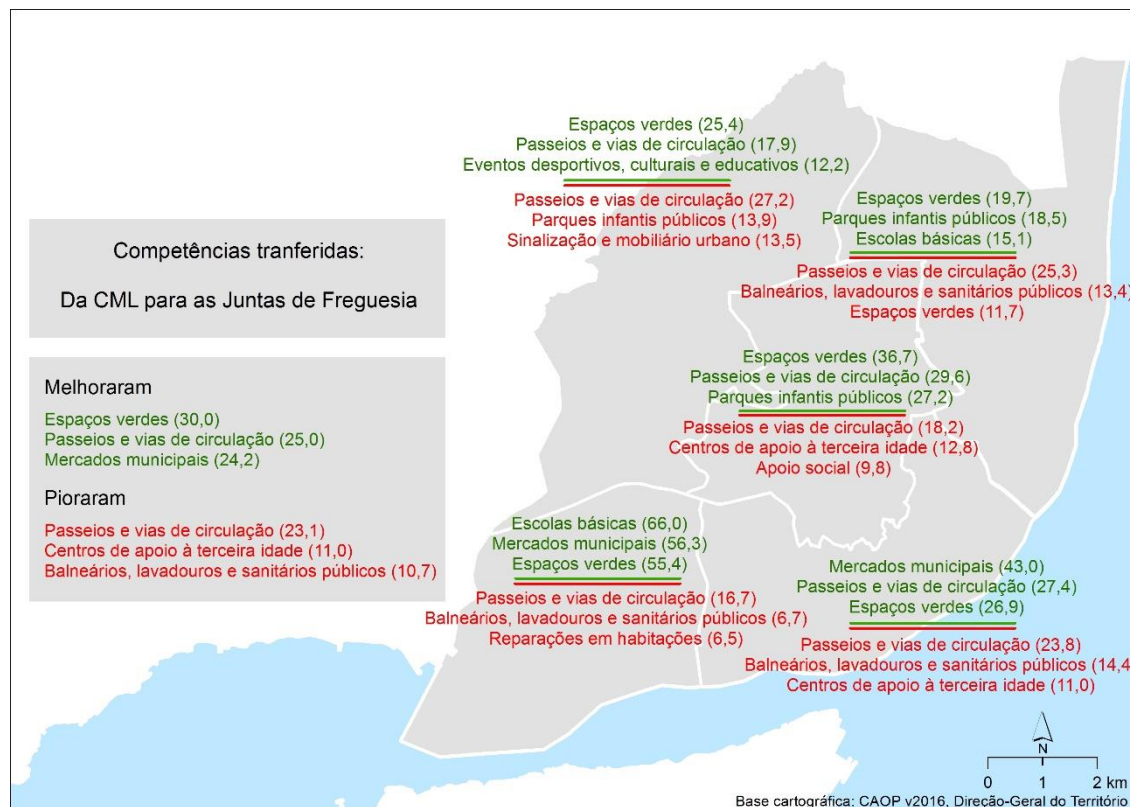 Espaços verdes (25,4)
Passeios e vias de circulação (17,9)
Eventos desportivos, culturais e educativos (12,2)
Passeios e vias de circulação (27,2)
Parques infantis públicos (13,9)
Sinalização e mobiliário urbano (13,5)
Espaços verdes (19,7)
Parques infantis públicos (18,5)
Escolas básicas (15,1)
Passeios e vias de circulação (25,3)
Balneários, lavadouros e sanitários públicos (13,4)
Espaços verdes (11,7)
Competências tranferidas:
Da CML para as Juntas de Freguesia
Melhoraram
Espaços verdes (30,0)
Passeios e vias de circulação (25,0)
Mercados municipais (24,2)
Pioraram
Passeios e vias de circulação (23,1)
Centros de apoio à terceira idade (11,0)
Balneários, lavadouros e sanitários públicos (10,7)
Espaços verdes (36,7)
Passeios e vias de circulação (29,6)
Parques infantis públicos (27,2)
Passeios e vias de circulação (18,2)
Centros de apoio à terceira idade (12,8)
Apoio social (9,8)
Escolas básicas (66,0)
Mercados municipais (56,3)
Espaços verdes (55,4)
Passeios e vias de circulação (16,7)
Balneários, lavadouros e sanitários públicos (6,7)
Reparações em habitações (6,5)
Mercados municipais (43,0)
Passeios e vias de circulação (27,4)
Espaços verdes (26,9)
Passeios e vias de circulação (23,8)
Balneários, lavadouros e sanitários públicos (14,4
Centros de apoio à terceira idade (11,0)
N
0 1 2 km
Base cartográfica: CAOP v2016, Direção-Geral do Território